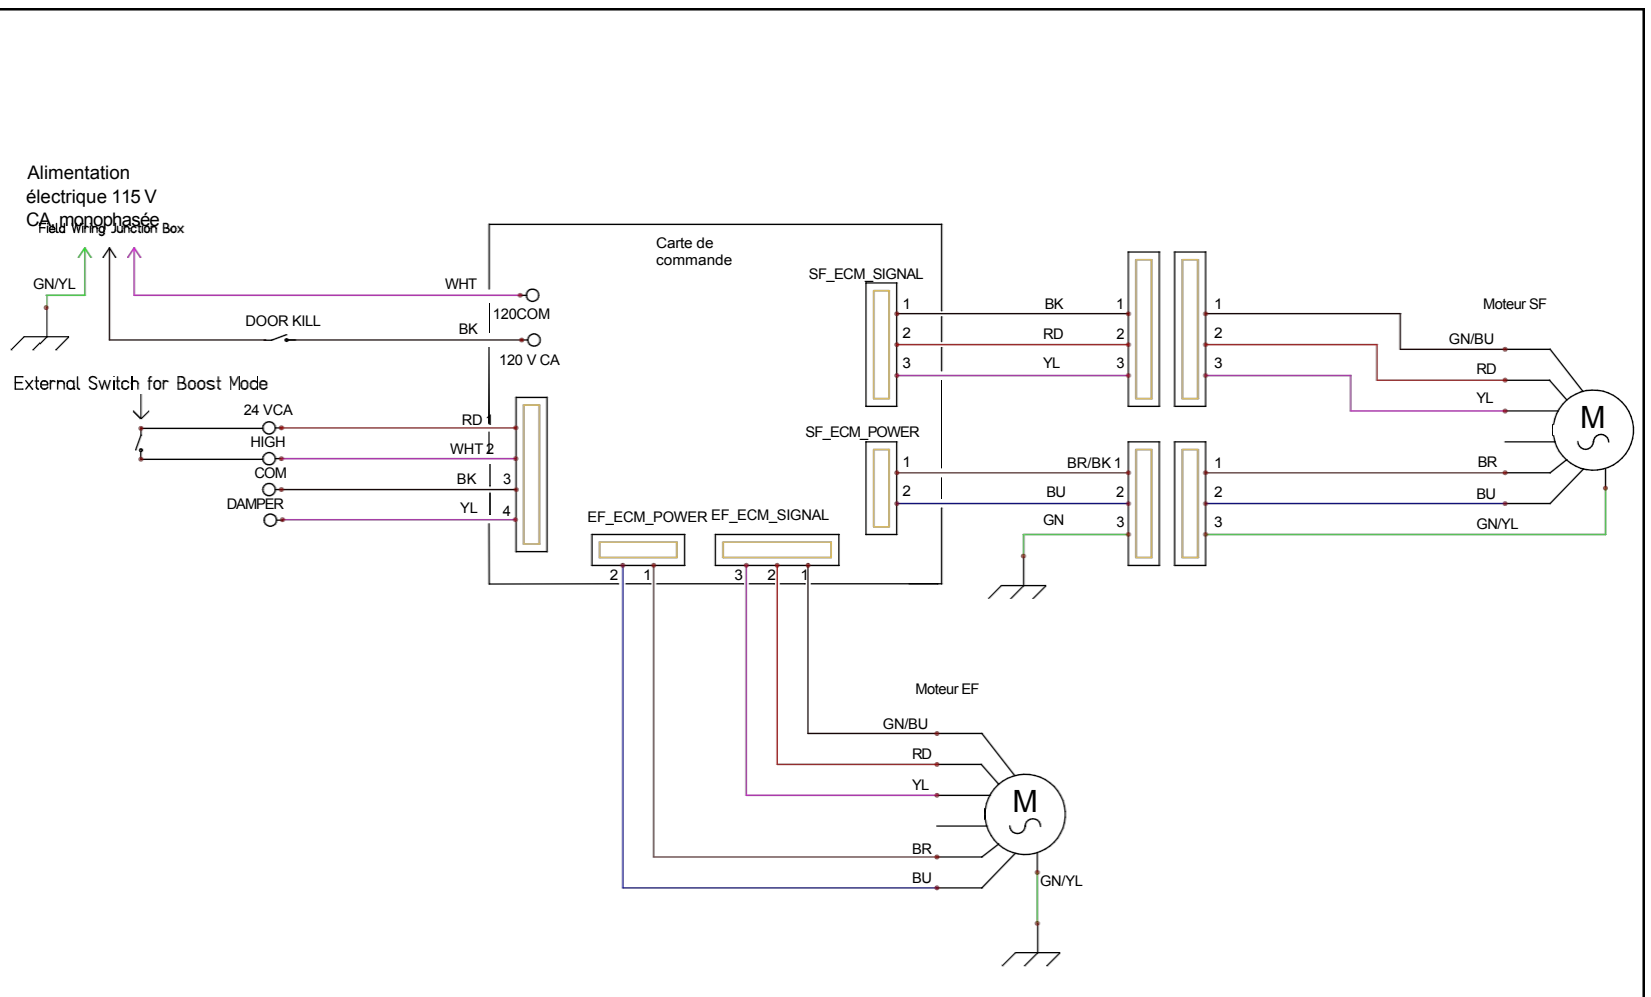 Alimentation
électrique 115 V
CA monophasée
Field Wiring Junction Box
GN/YL
WHT
120COM
DOOR KILL
BK
120 V CA
External Switch for Boost Mode
24 VCA
RD 1
HIGH
WHT 2
COM
BK 3
DAMPER
YL 4
Carte de
commande
SF_ECM_SIGNAL
1 BK 1
2 RD 2
3 YL 3
SF_ECM_POWER
1 BR/BK 1
2 BU 2
GN 3
EF_ECM_POWER EF_ECM_SIGNAL
2 1 3 2 1
1
2
3
Moteur SF
GN/BU
RD
YL
M
1 BR
2 BU
3 GN/YL
Moteur EF
GN/BU
RD
YL
M
BR
BU
GN/YL